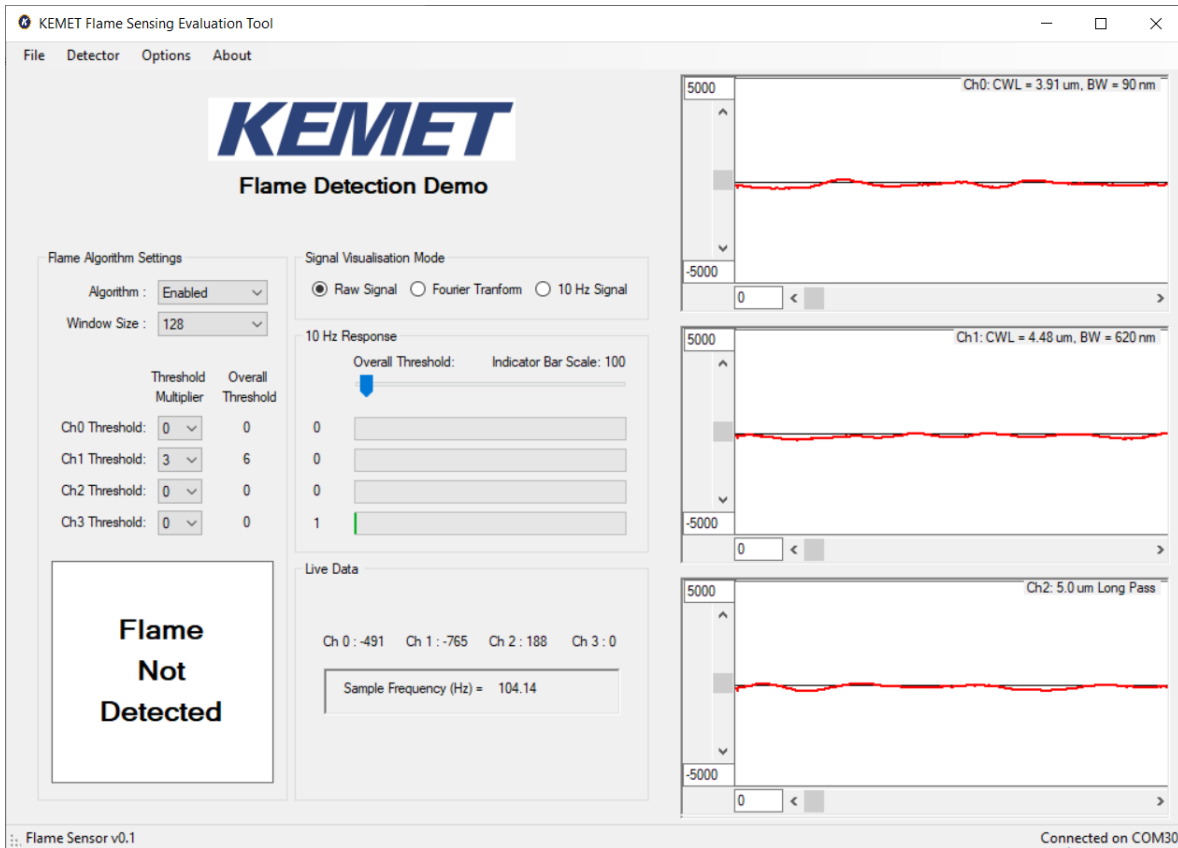 KEMET Flame Sensing Evaluation Tool
File Detector Options About
KEMET
Flame Detection Demo
Flame Algorithm Settings
Algorithm : Enabled
Window Size : 128
Threshold Multiplier Overall Threshold
Ch0 Threshold: 0 0
Ch1 Threshold: 3 6
Ch2 Threshold: 0 0
Ch3 Threshold: 0 0
Flame
Not
Detected
Signal Visualisation Mode
Raw Signal Fourier Tranform 10 Hz Signal
10 Hz Response
Overall Threshold: Indicator Bar Scale: 100
0
0
0
1
Live Data
Ch 0 : -491 Ch 1 : -765 Ch 2 : 188 Ch 3 : 0
Sample Frequency (Hz) = 104.14
5000 Ch0: CWL = 3.91 um, BW = 90 nm
-5000
0
5000 Ch1: CWL = 4.48 um, BW = 620 nm
-5000
0
5000 Ch2: 5.0 um Long Pass
-5000
0
Flame Sensor v0.1 Connected on COM30